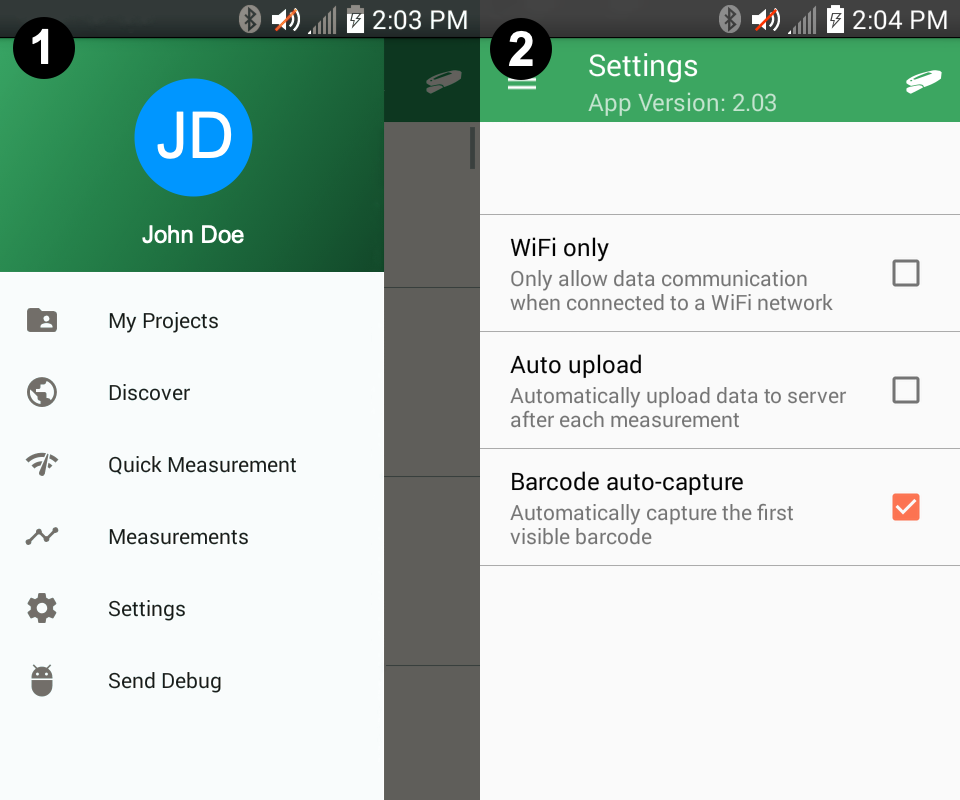 1
2:03 PM
JD
John Doe
My Projects
Discover
Quick Measurement
Measurements
Settings
Send Debug
2
2:04 PM
Settings
App Version: 2.03
WiFi only
Only allow data communication
when connected to a WiFi network
Auto upload
Automatically upload data to server
after each measurement
Barcode auto-capture
Automatically capture the first
visible barcode